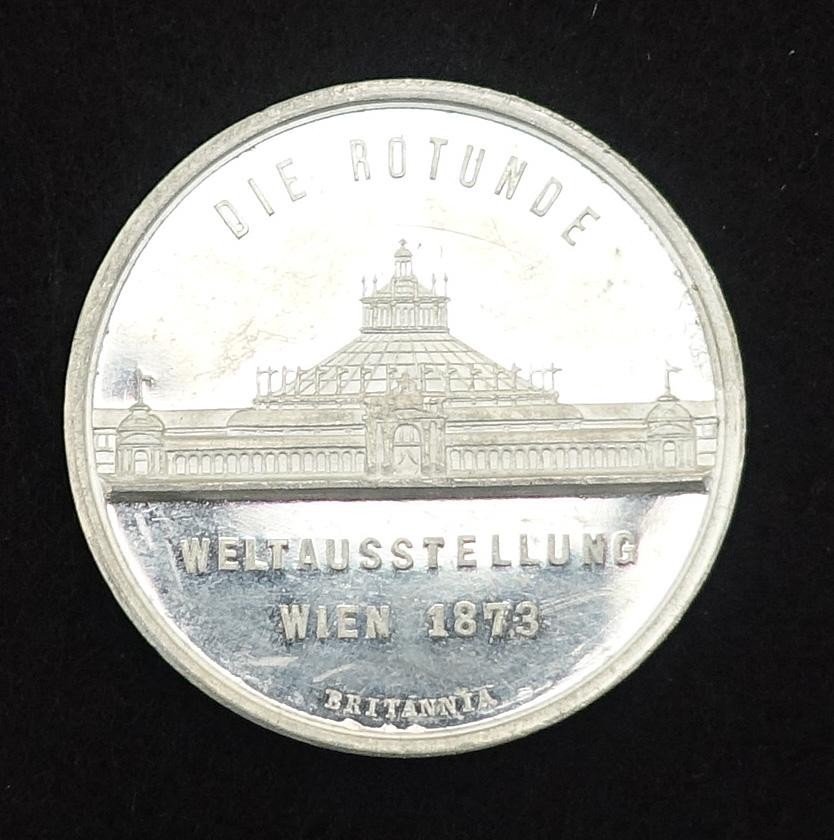 DIE ROTUNDE
WELTAUSSTELLUNG
WIEN 1873
BRITANNIA